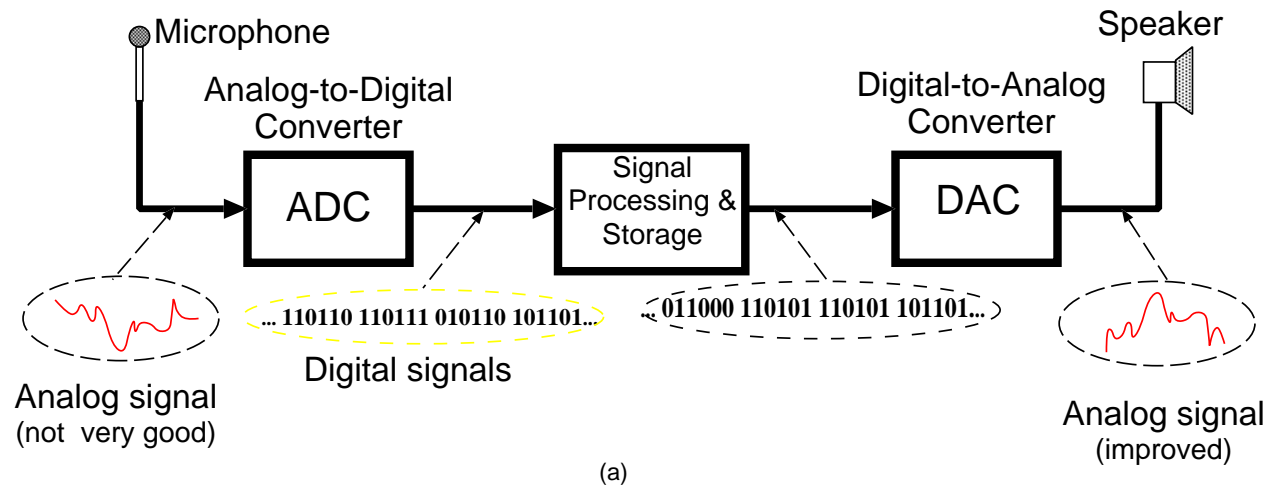 Microphone
Speaker
Analog-to-Digital
Converter
Digital-to-Analog
Converter
ADC
Signal
Processing &
Storage
DAC
... 110110 110111 010110 101101...
... 011000 110101 110101 101101...
Digital signals
Analog signal
(not very good)
Analog signal
(improved)
(a)